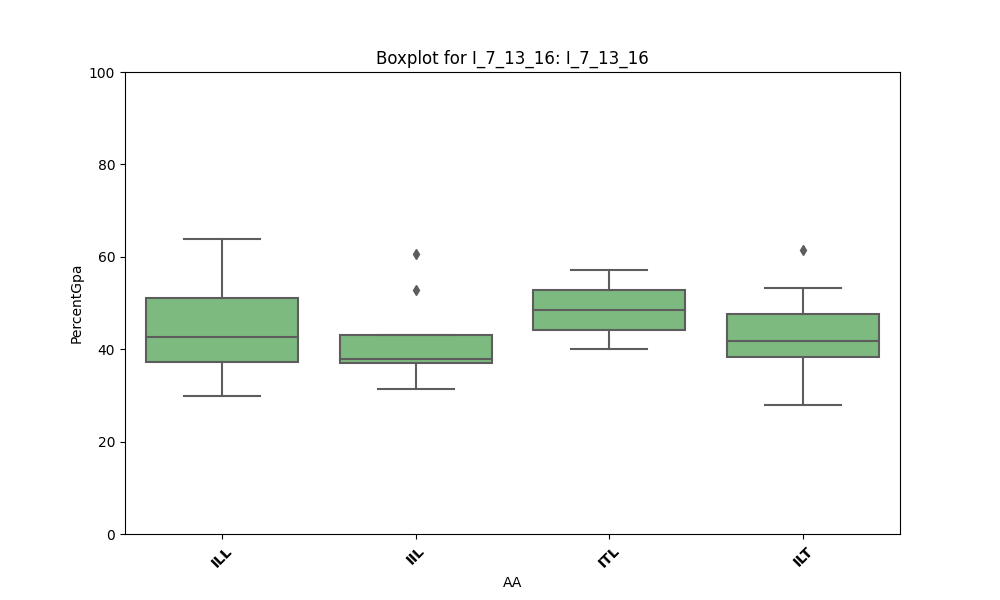 Boxplot for I_7_13_16: I_7_13_16
100
80
60
40
20
0
PercentGpa
ILL
IIL
ITL
ILT
AA